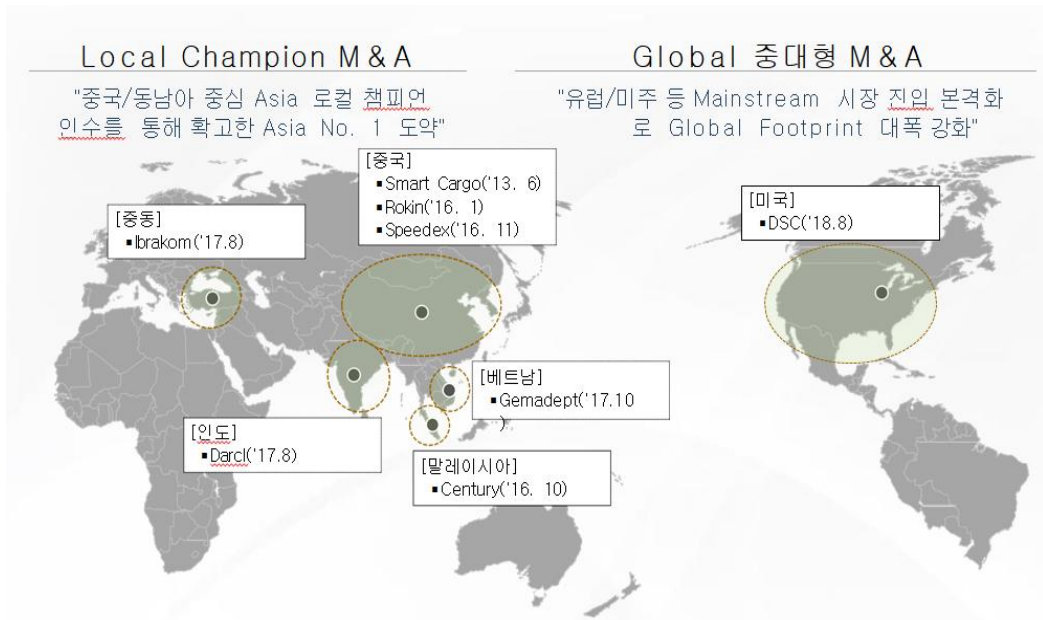 Local Champion M&A
"중국/동남아 중심 Asia 로컬 챔피언
인수를 통해 확고한 Asia No. 1 도약"
Global 중대형 M&A
"유럽/미주 등 Mainstream 시장 진입 본격화
로 Global Footprint 대폭 강화"
[중국]
▪Smart Cargo('13. 6)
▪Rokin('16. 1)
▪Speedex('16. 11)
[중동]
▪Ibrakom('17.8)
[미국]
▪DSC('18.8)
[베트남]
▪Gemadept('17.10
)
[인도]
▪Darcl('17.8)
[말레이시아]
▪Century('16. 10)